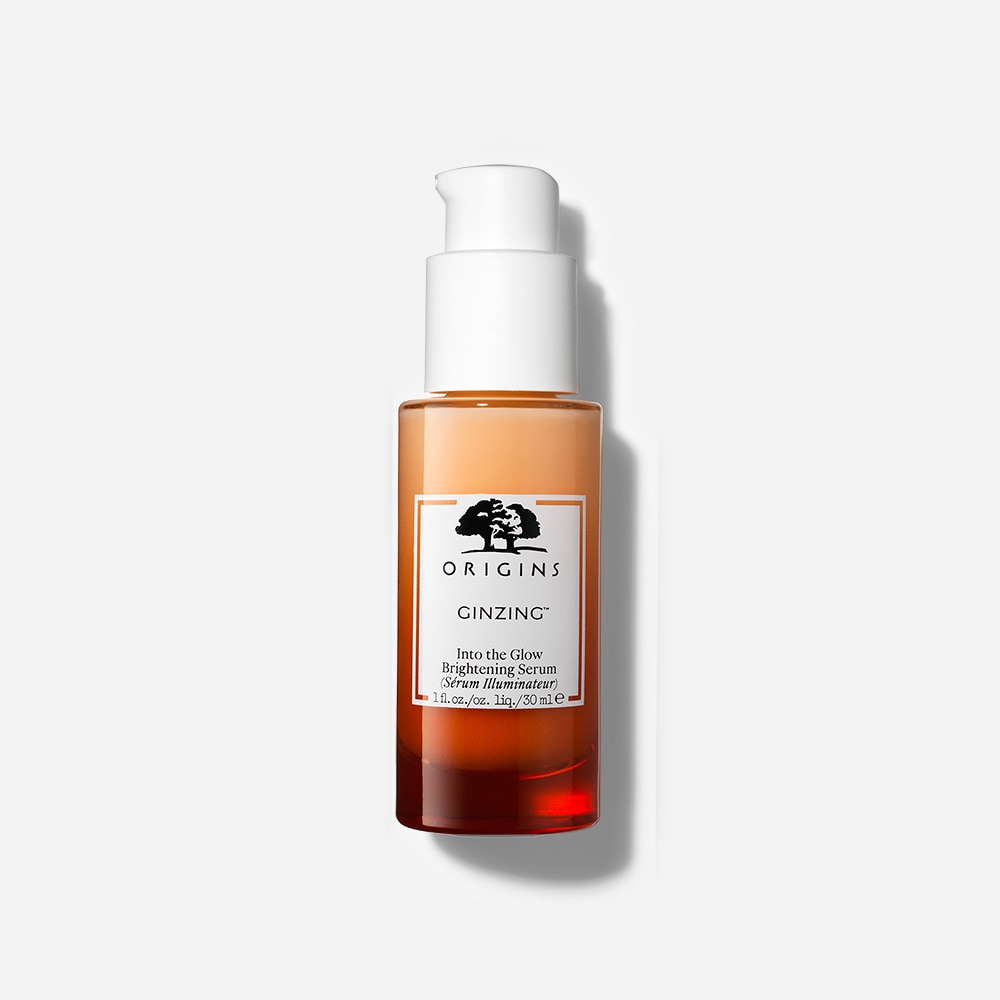 ORIGINS
GINZING™
Into the Glow
Brightening Serum
(Sérum Illuminateur)
1 fl.oz./oz. liq./30 ml ℮